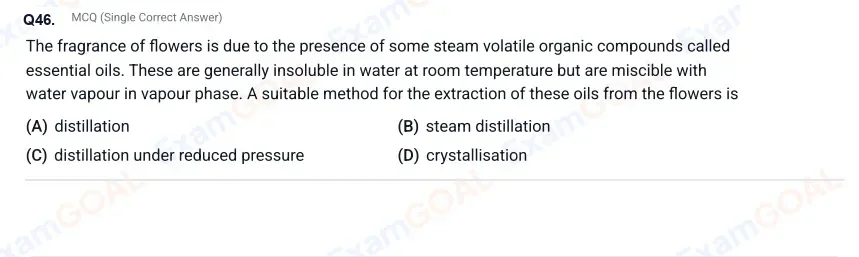 Q46. MCQ (Single Correct Answer)
The fragrance of flowers is due to the presence of some steam volatile organic compounds called
essential oils. These are generally insoluble in water at room temperature but are miscible with
water vapour in vapour phase. A suitable method for the extraction of these oils from the flowers is
(A) distillation (B) steam distillation
(C) distillation under reduced pressure (D) crystallisation
ExamGOAL